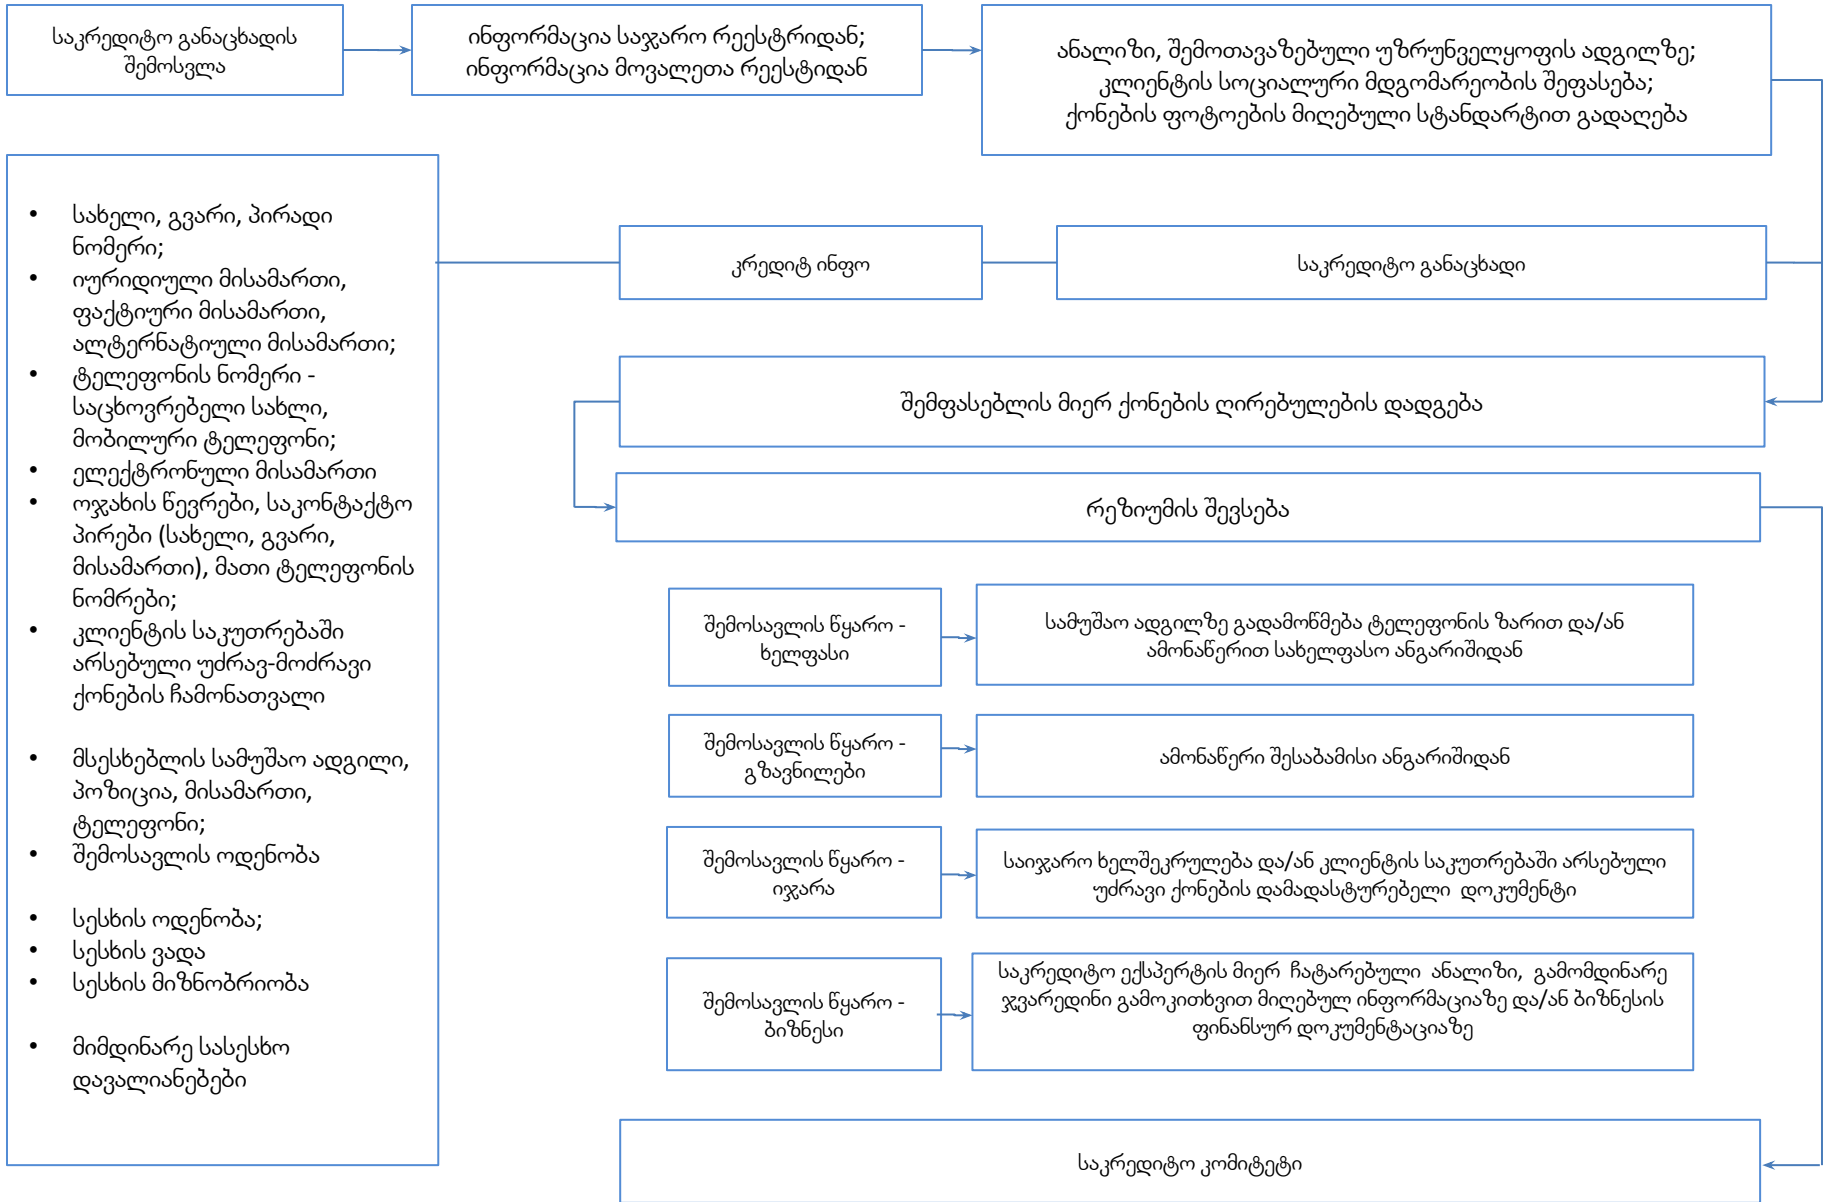 საკრედიტო განაცხადის
შემოსვლა
ინფორმაცია საჯარო რეესტრიდან;
ინფორმაცია მოვალეთა რეესტიდან
ანალიზი, შემოთავაზებული უზრუნველყოფის ადგილზე;
კლიენტის სოციალური მდგომარეობის შეფასება;
ქონების ფოტოების მიღებული სტანდარტით გადაღება
• სახელი, გვარი, პირადი
ნომერი;
• იურიდიული მისამართი,
ფაქტიური მისამართი,
ალტერნატიული მისამართი;
• ტელეფონის ნომერი -
საცხოვრებელი სახლი,
მობილური ტელეფონი;
• ელექტრონული მისამართი
• ოჯახის წევრები, საკონტაქტო
პირები (სახელი, გვარი,
მისამართი), მათი ტელეფონის
ნომრები;
• კლიენტის საკუთრებაში
არსებული უძრავ-მოძრავი
ქონების ჩამონათვალი
• მსესხებლის სამუშაო ადგილი,
პოზიცია, მისამართი,
ტელეფონი;
• შემოსავლის ოდენობა
• სესხის ოდენობა;
• სესხის ვადა
• სესხის მიზნობრიობა
• მიმდინარე სასესხო
დავალიანებები
კრედიტ ინფო
საკრედიტო განაცხადი
შემფასებლის მიერ ქონების ღირებულების დადგება
რეზიუმის შევსება
შემოსავლის წყარო -
ხელფასი
სამუშაო ადგილზე გადამოწმება ტელეფონის ზარით და/ან
ამონაწერით სახელფასო ანგარიშიდან
შემოსავლის წყარო -
გზავნილები
ამონაწერი შესაბამისი ანგარიშიდან
შემოსავლის წყარო -
იჯარა
საიჯარო ხელშეკრულება და/ან კლიენტის საკუთრებაში არსებული
უძრავი ქონების დამადასტურებელი დოკუმენტი
შემოსავლის წყარო -
ბიზნესი
საკრედიტო ექსპერტის მიერ ჩატარებული ანალიზი, გამომდინარე
ჯვარედინი გამოკითხვით მიღებულ ინფორმაციაზე და/ან ბიზნესის
ფინანსურ დოკუმენტაციაზე
საკრედიტო კომიტეტი